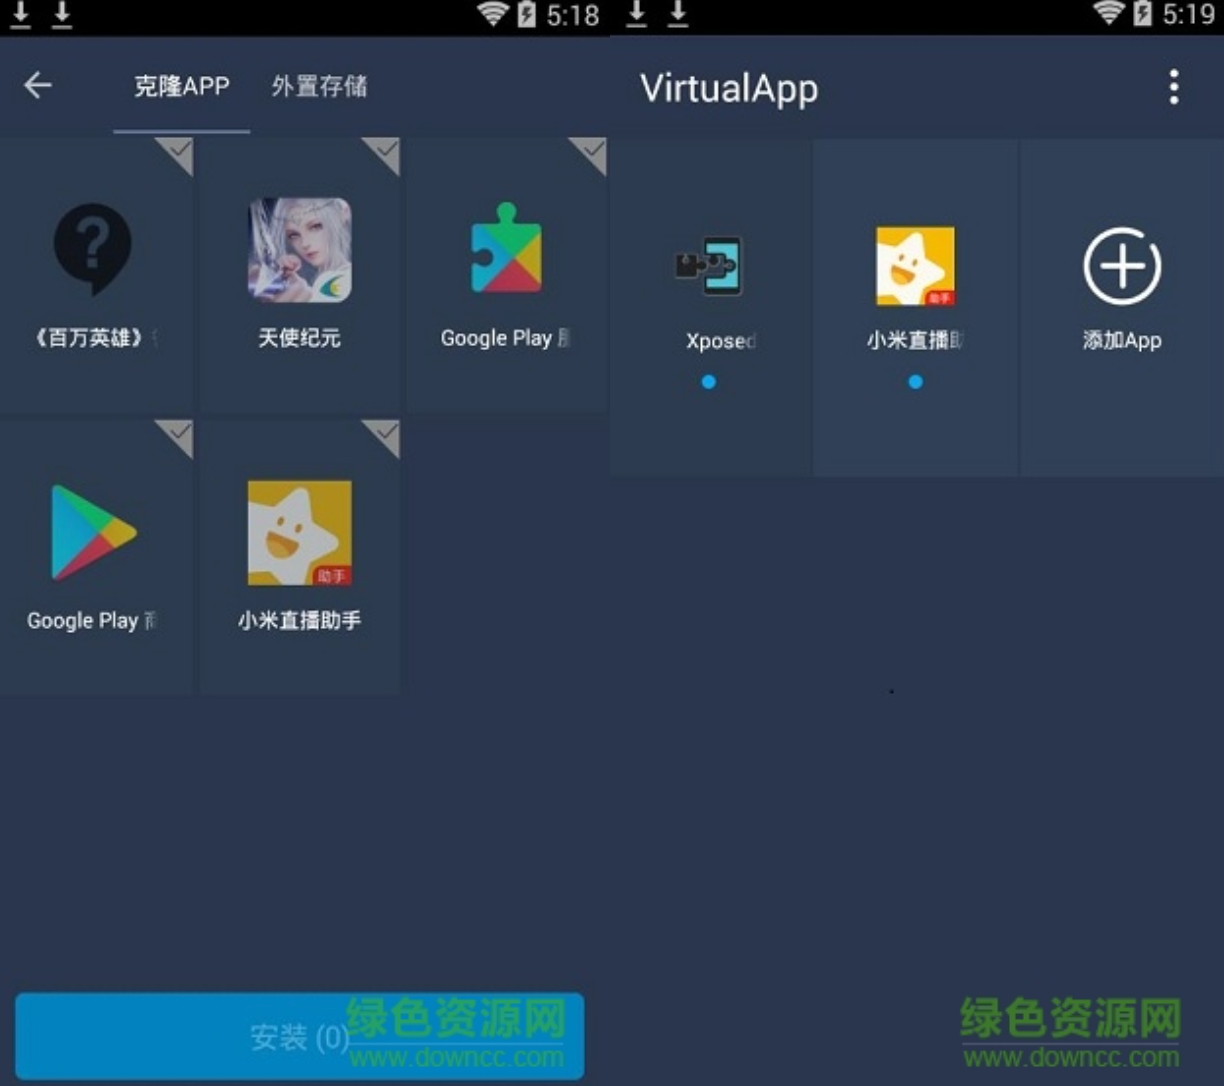 5:18
克隆APP 外置存储
《百万英雄》
天使纪元
Google Play
Google Play
助手
小米直播助手
安装 (0)
绿色资源网
www.downcc.com
5:19
VirtualApp
助手
Xposed
小米直播助
添加App
绿色资源网
www.downcc.com